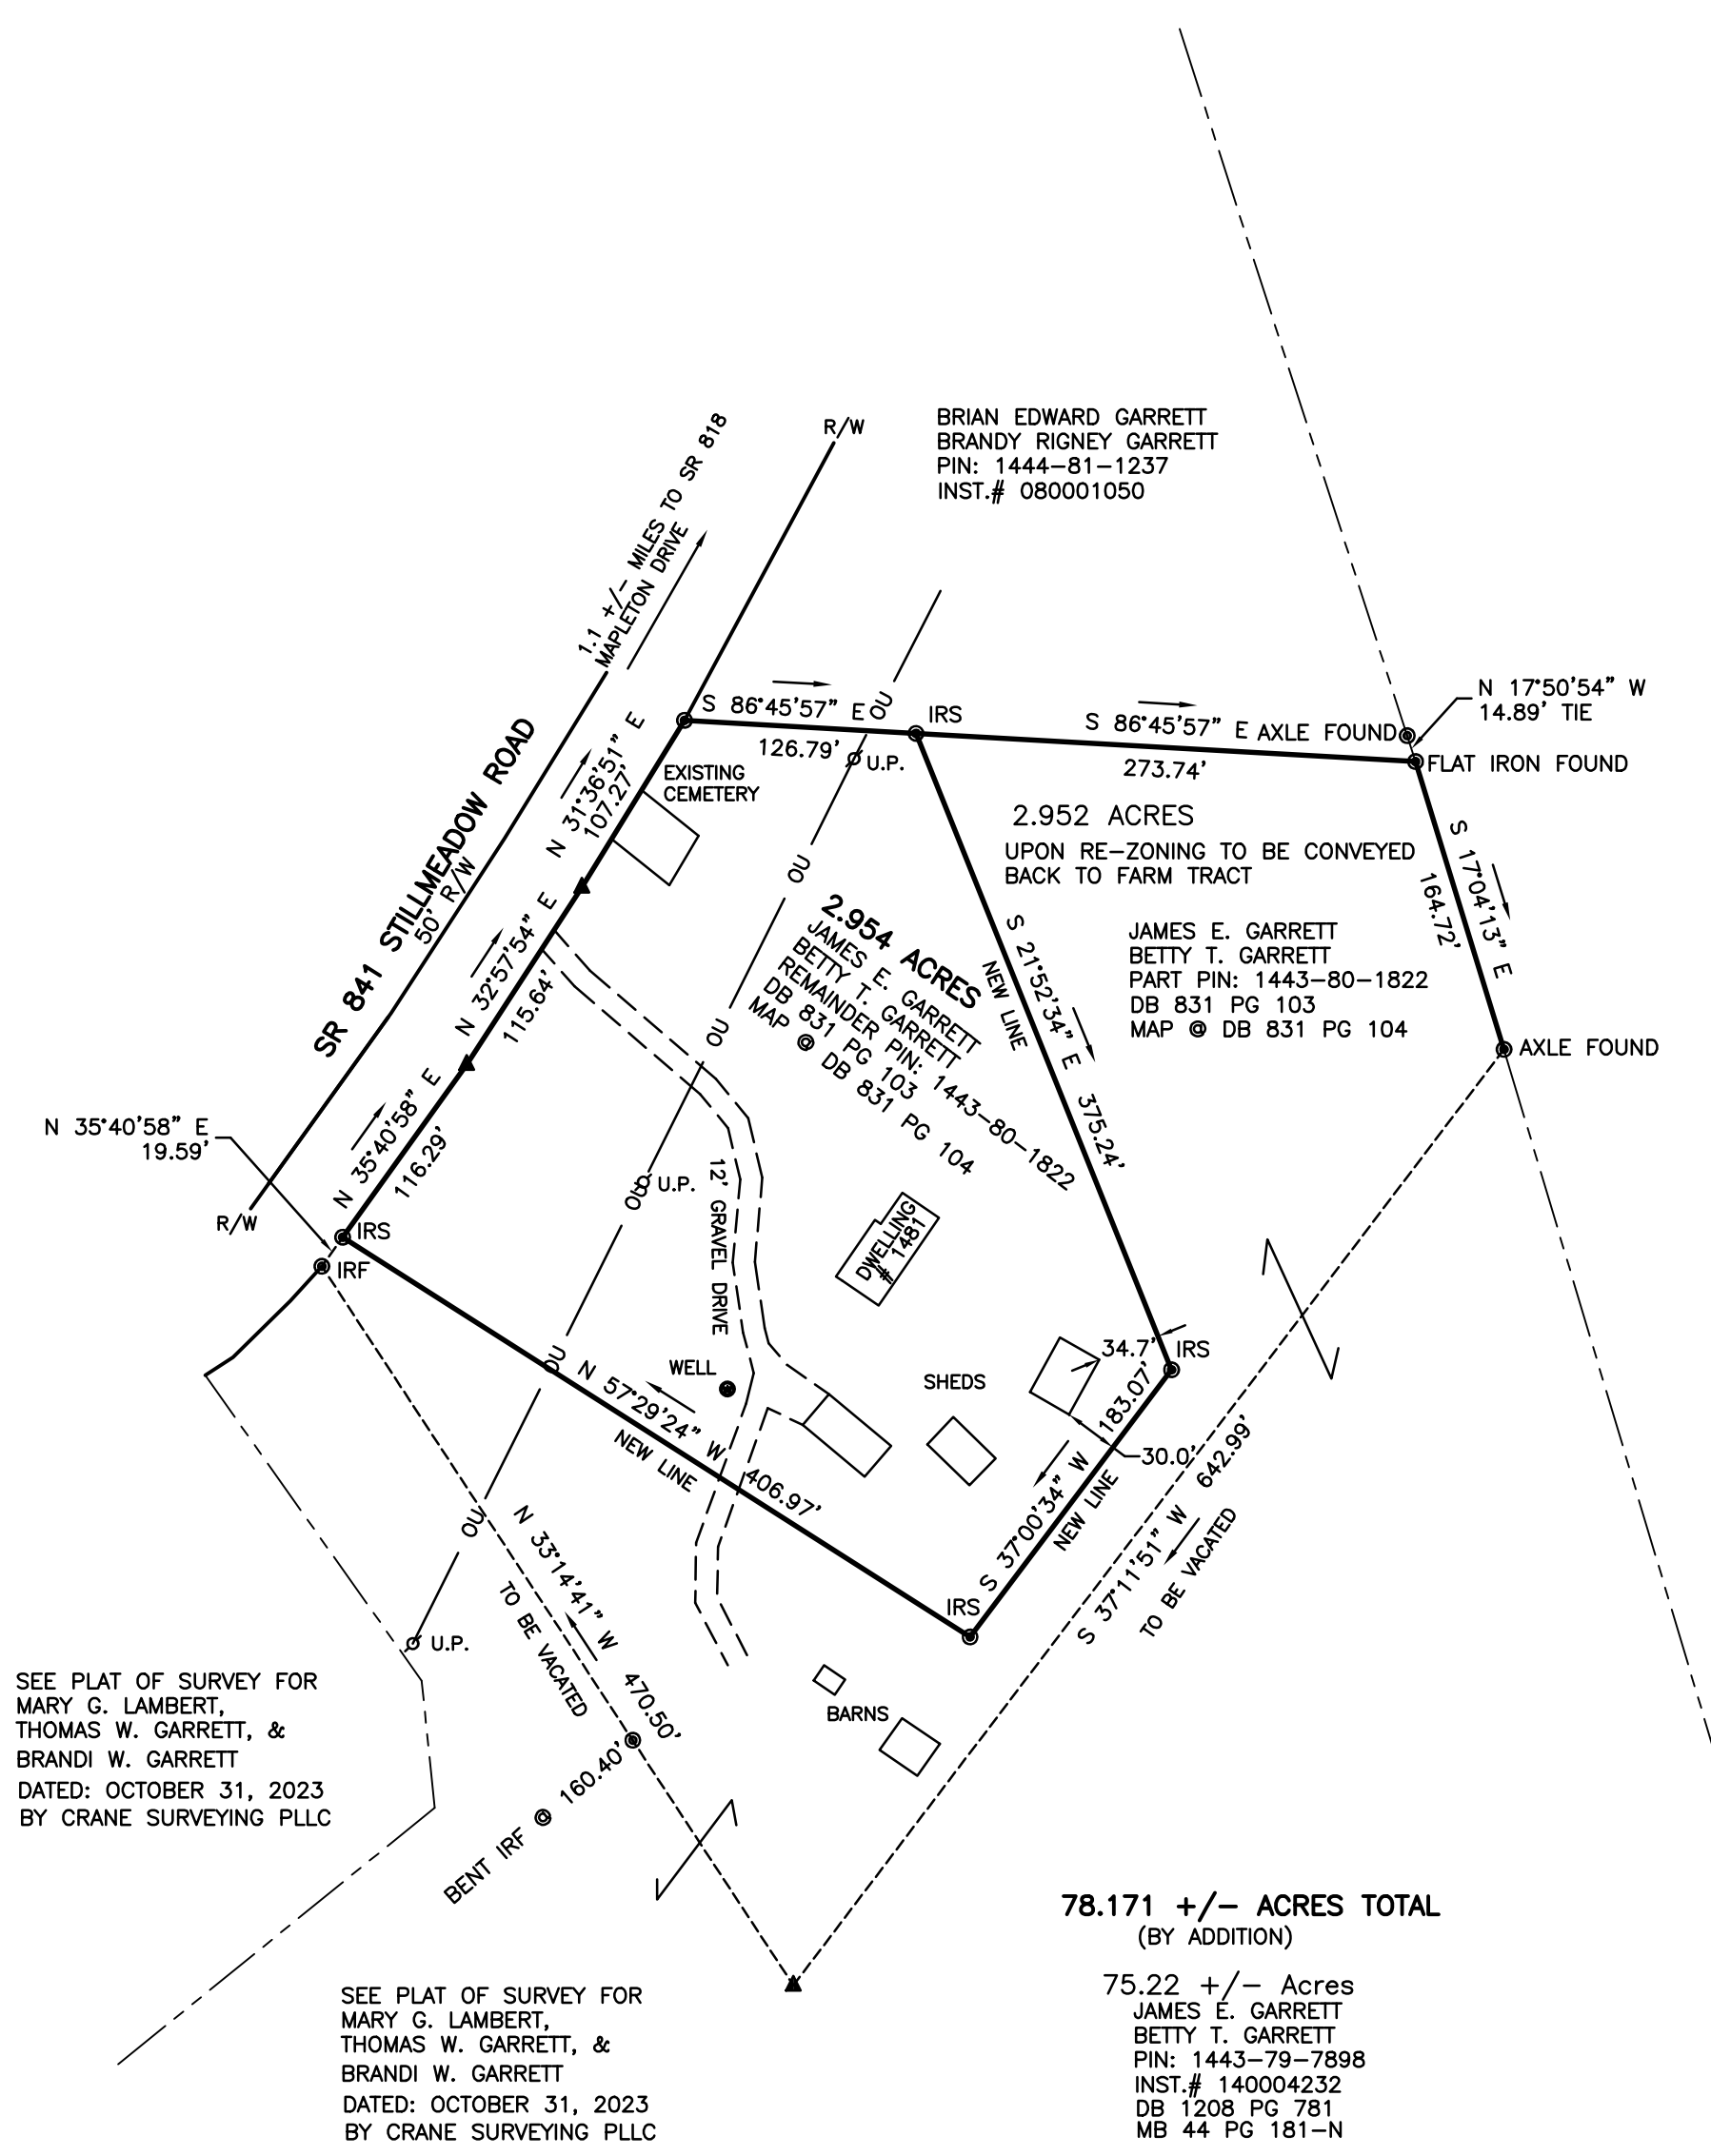 R/W
BRIAN EDWARD GARRETT
BRANDY RIGNEY GARRETT
PIN: 1444-81-1237
INST.# 080001050
1.1 +/- MILES TO SR 818
MAPLETON DRIVE
SR 841 STILLMEADOW ROAD
50' R/W
N 17°50'54" W
14.89' TIE
S 86°45'57" E
126.79'
OU
IRS
U.P.
S 86°45'57" E
273.74'
AXLE FOUND
FLAT IRON FOUND
N 31°36'51" E
107.27'
EXISTING
CEMETERY
2.952 ACRES
UPON RE-ZONING TO BE CONVEYED
BACK TO FARM TRACT
S 17°04'13" E
164.72'
OU
N 32°57'54" E
115.64'
2.954 ACRES
JAMES E. GARRETT
BETTY T. GARRETT
REMAINDER PIN: 1443-80-1822
DB 831 PG 103
MAP @ DB 831 PG 104
S 21°52'34" E 375.24'
NEW LINE
JAMES E. GARRETT
BETTY T. GARRETT
PART PIN: 1443-80-1822
DB 831 PG 103
MAP @ DB 831 PG 104
AXLE FOUND
OU
N 35°40'58" E
19.59'
N 35°40'58" E
116.29'
R/W
IRS
IRF
OU
U.P.
12' GRAVEL DRIVE
DWELLING
# 1481
34.7'
IRS
OU
WELL
SHEDS
N 57°29'24" W 406.97'
NEW LINE
S 37°00'34" W 183.07'
NEW LINE
30.0'
S 37°11'51" W 642.99'
TO BE VACATED
OU
N 33°14'41" W 470.50'
TO BE VACATED
IRS
U.P.
BARNS
BENT IRF @ 160.40'
SEE PLAT OF SURVEY FOR
MARY G. LAMBERT,
THOMAS W. GARRETT, &
BRANDI W. GARRETT
DATED: OCTOBER 31, 2023
BY CRANE SURVEYING PLLC
78.171 +/- ACRES TOTAL
(BY ADDITION)
75.22 +/- Acres
JAMES E. GARRETT
BETTY T. GARRETT
PIN: 1443-79-7898
INST.# 140004232
DB 1208 PG 781
MB 44 PG 181-N
SEE PLAT OF SURVEY FOR
MARY G. LAMBERT,
THOMAS W. GARRETT, &
BRANDI W. GARRETT
DATED: OCTOBER 31, 2023
BY CRANE SURVEYING PLLC